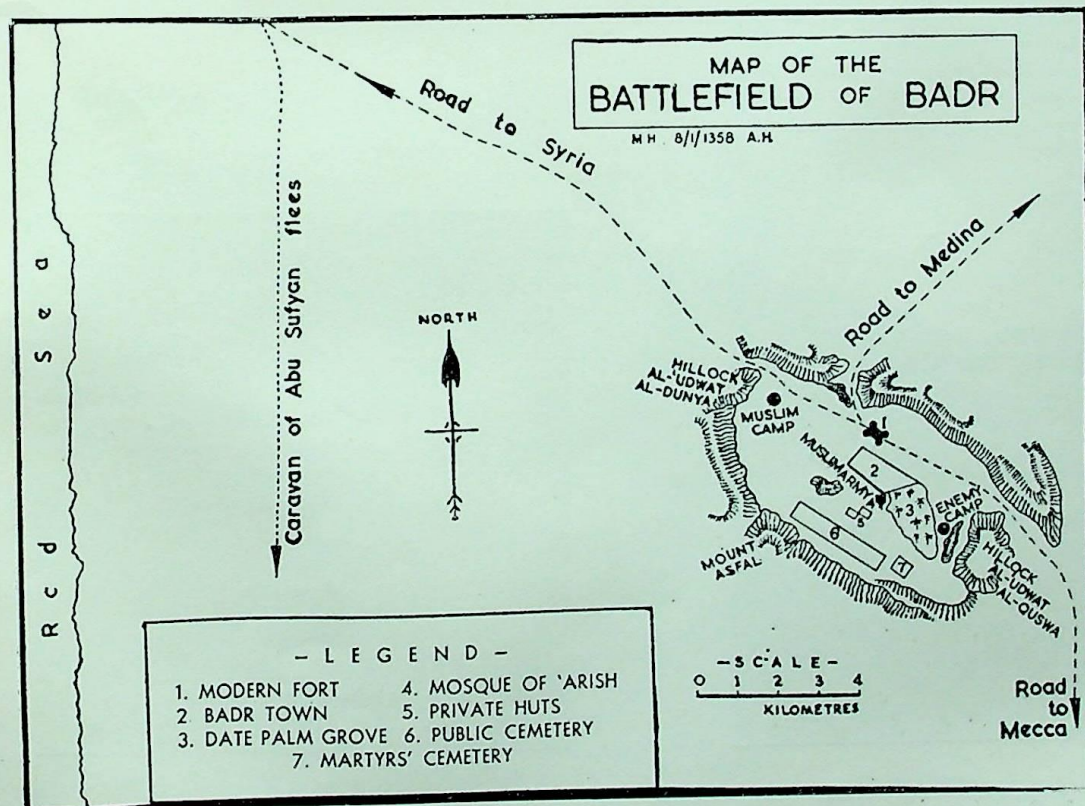 MAP OF THE
BATTLEFIELD OF BADR
M H 8/1/1358 A.H.
Road to Syria
Caravan of Abu Sufyan flees
Red Sea
NORTH
Road to Medina
HILLOCK
AL-'UDWAT
AL-DUNYA
MUSLIM
CAMP
1
MUSLIM ARMY
2
3
4
5
6
7
ENEMY
CAMP
MOUNT
ASFAL
HILLOCK
AL-UDWAT
AL-QUSWA
-SCALE-
0 1 2 3 4
KILOMETRES
Road
to
Mecca
- LEGEND -
1. MODERN FORT 4. MOSQUE OF 'ARISH
2 BADR TOWN 5. PRIVATE HUTS
3. DATE PALM GROVE 6. PUBLIC CEMETERY
7. MARTYRS' CEMETERY